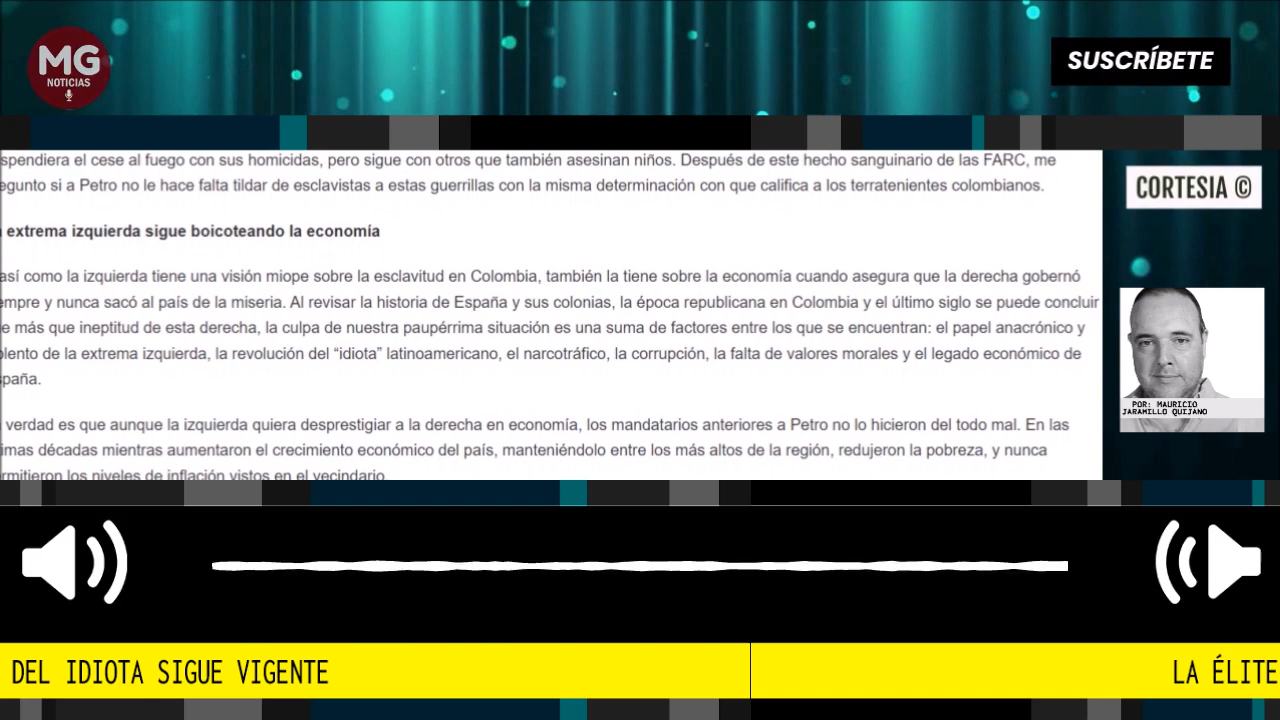 MG
NOTICIAS
SUSCRÍBETE
spendiera el cese al fuego con sus homicidas, pero sigue con otros que también asesinan niños. Después de este hecho sanguinario de las FARC, me
egunto si a Petro no le hace falta tildar de esclavistas a estas guerrillas con la misma determinación con que califica a los terratenientes colombianos.
CORTESIA ©
extrema izquierda sigue boicoteando la economía
así como la izquierda tiene una visión miope sobre la esclavitud en Colombia, también la tiene sobre la economía cuando asegura que la derecha gobernó
empre y nunca sacó al país de la miseria. Al revisar la historia de España y sus colonias, la época republicana en Colombia y el último siglo se puede concluir
e más que ineptitud de esta derecha, la culpa de nuestra paupérrima situación es una suma de factores entre los que se encuentran: el papel anacrónico y
olento de la extrema izquierda, la revolución del “idiota” latinoamericano, el narcotráfico, la corrupción, la falta de valores morales y el legado económico de
spaña.
POR: MAURICIO
JARAMILLO QUIJANO
verdad es que aunque la izquierda quiera desprestigiar a la derecha en economía, los mandatarios anteriores a Petro no lo hicieron del todo mal. En las
timas décadas mientras aumentaron el crecimiento económico del país, manteniéndolo entre los más altos de la región, redujeron la pobreza, y nunca
rmitieron los niveles de inflación vistos en el vecindario.
DEL IDIOTA SIGUE VIGENTE
LA ÉLITE